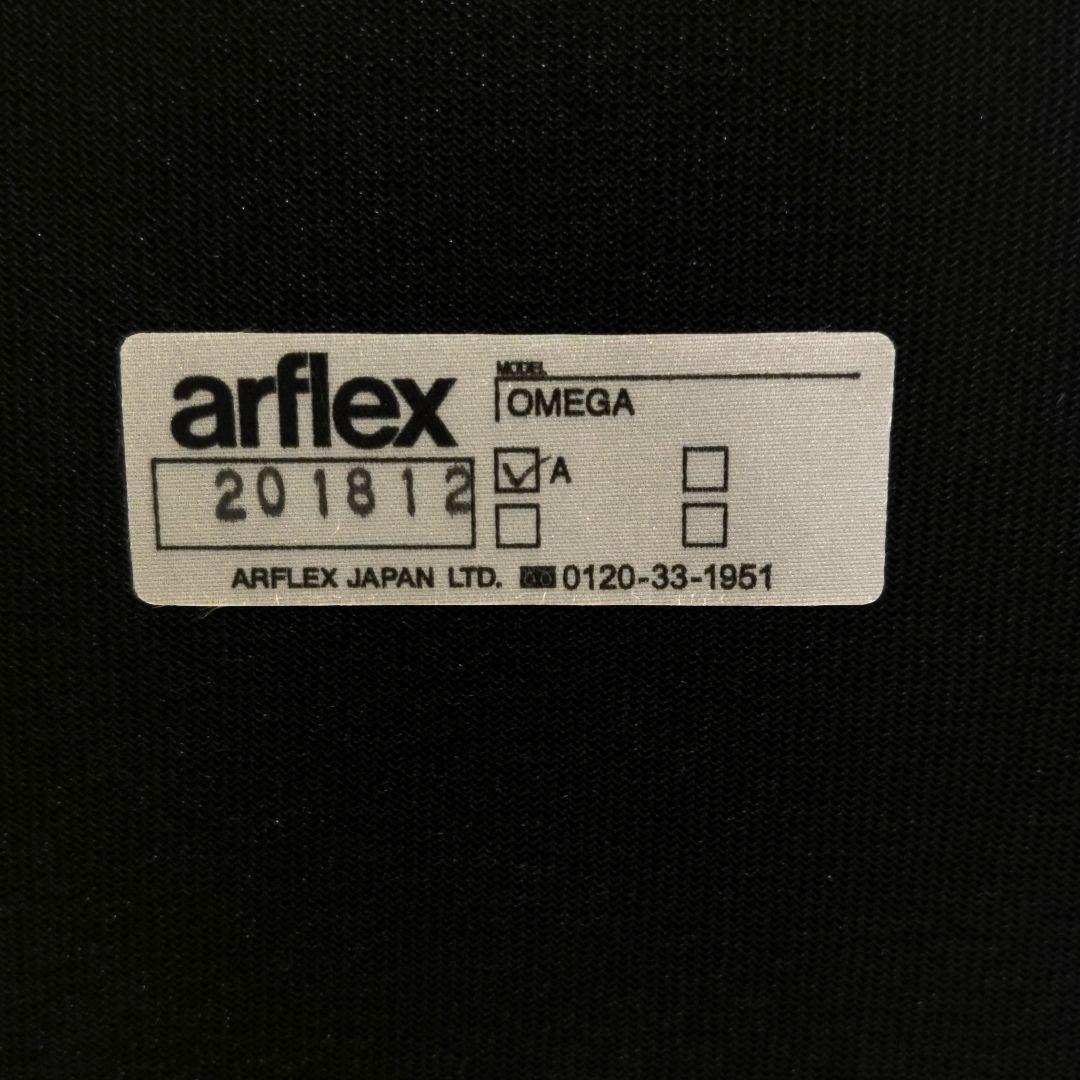 arflex
MODEL
OMEGA
201812
A
ARFLEX JAPAN LTD. 0120-33-1951